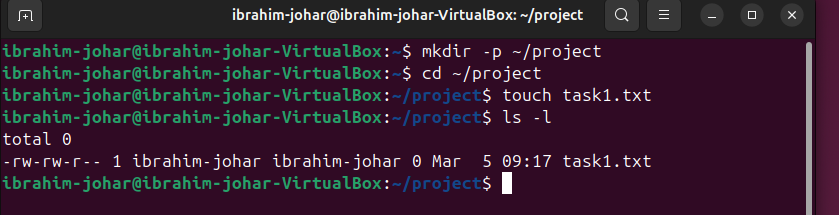 ibrahim-johar@ibrahim-johar-VirtualBox: ~/project
ibrahim-johar@ibrahim-johar-VirtualBox:~$ mkdir -p ~/project
ibrahim-johar@ibrahim-johar-VirtualBox:~$ cd ~/project
ibrahim-johar@ibrahim-johar-VirtualBox:~/project$ touch task1.txt
ibrahim-johar@ibrahim-johar-VirtualBox:~/project$ ls -l
total 0
-rw-rw-r-- 1 ibrahim-johar ibrahim-johar 0 Mar  5 09:17 task1.txt
ibrahim-johar@ibrahim-johar-VirtualBox:~/project$